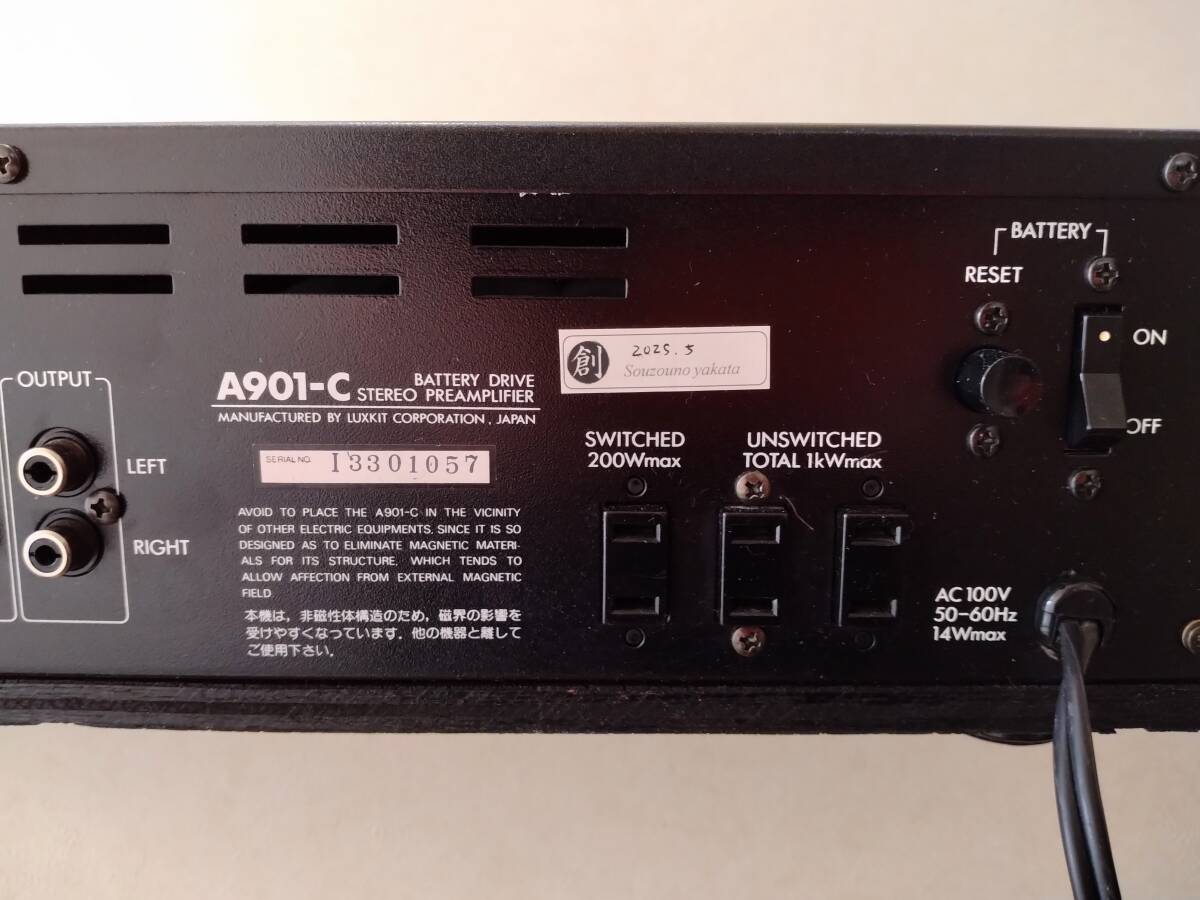 BATTERY
RESET
ON
OFF
OUTPUT
LEFT
RIGHT
A901-C BATTERY DRIVE
STEREO PREAMPLIFIER
MANUFACTURED BY LUXKIT CORPORATION, JAPAN
SERIAL NO. I3301057
創 2025.5
Souzouno yakata
SWITCHED
200Wmax
UNSWITCHED
TOTAL 1kWmax
AVOID TO PLACE THE A901-C IN THE VICINITY
OF OTHER ELECTRIC EQUIPMENTS, SINCE IT IS SO
DESIGNED AS TO ELIMINATE MAGNETIC MATERI-
ALS FOR ITS STRUCTURE, WHICH TENDS TO
ALLOW AFFECTION FROM EXTERNAL MAGNETIC
FIELD
本機は，非磁性体構造のため，磁界の影響を
受けやすくなっています．他の機器と離して
ご使用下さい．
AC 100V
50-60Hz
14Wmax